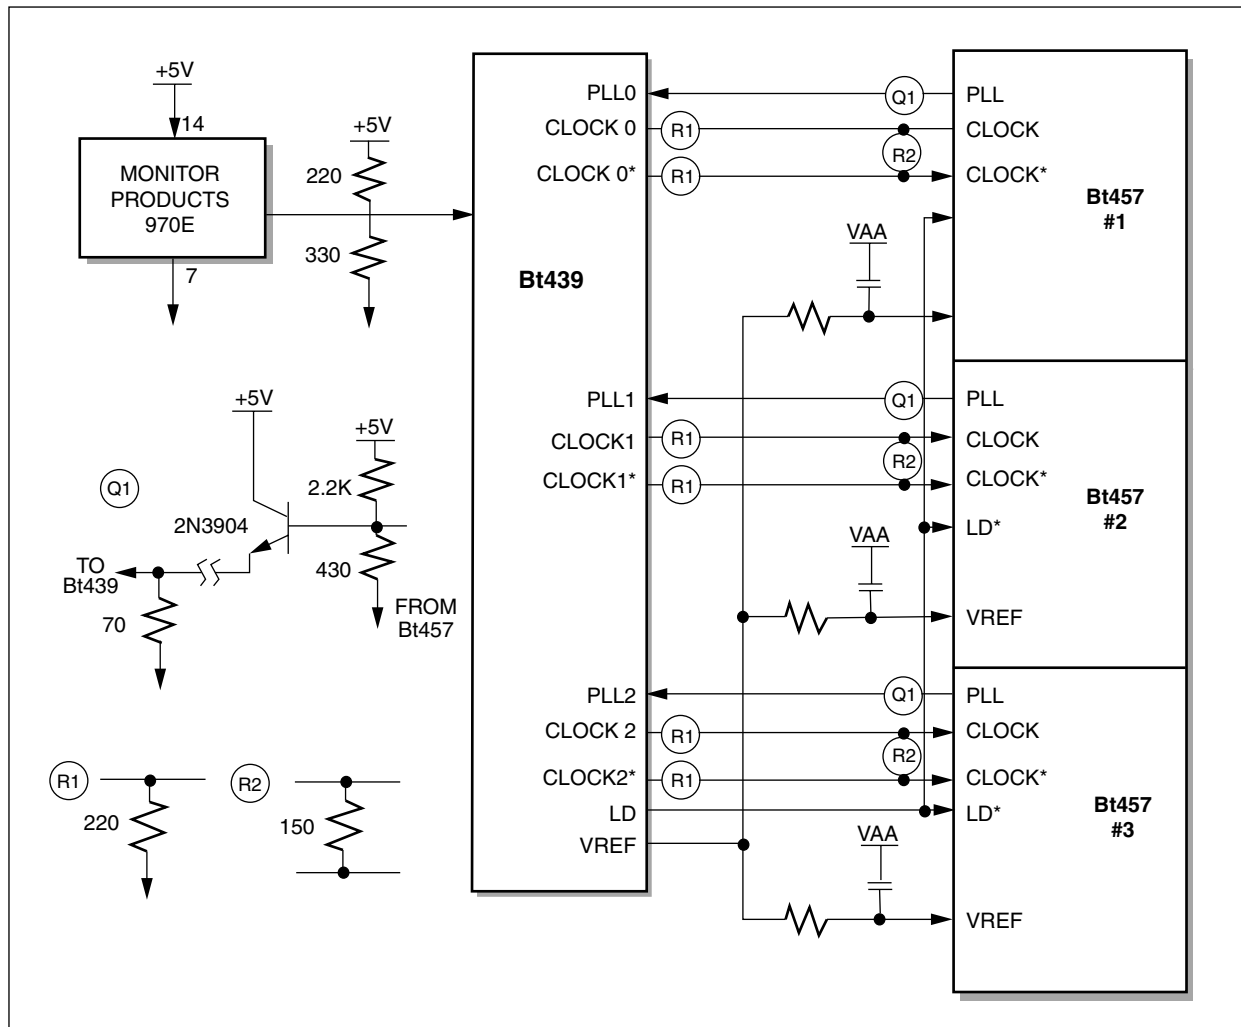 +5V
14
MONITOR
PRODUCTS
970E
7
+5V
220
330
Q1
+5V
+5V
2.2K
2N3904
430
TO
Bt439
70
FROM
Bt457
R1
220
R2
150
Bt439
PLL0
CLOCK 0
CLOCK 0*
PLL1
CLOCK1
CLOCK1*
PLL2
CLOCK 2
CLOCK2*
LD
VREF
Q1
R1
R2
R1
VAA
Q1
R1
R2
R1
VAA
Q1
R1
R2
R1
VAA
PLL
CLOCK
CLOCK*
Bt457
#1
PLL
CLOCK
CLOCK*
Bt457
#2
LD*
VREF
PLL
CLOCK
CLOCK*
Bt457
#3
LD*
VREF